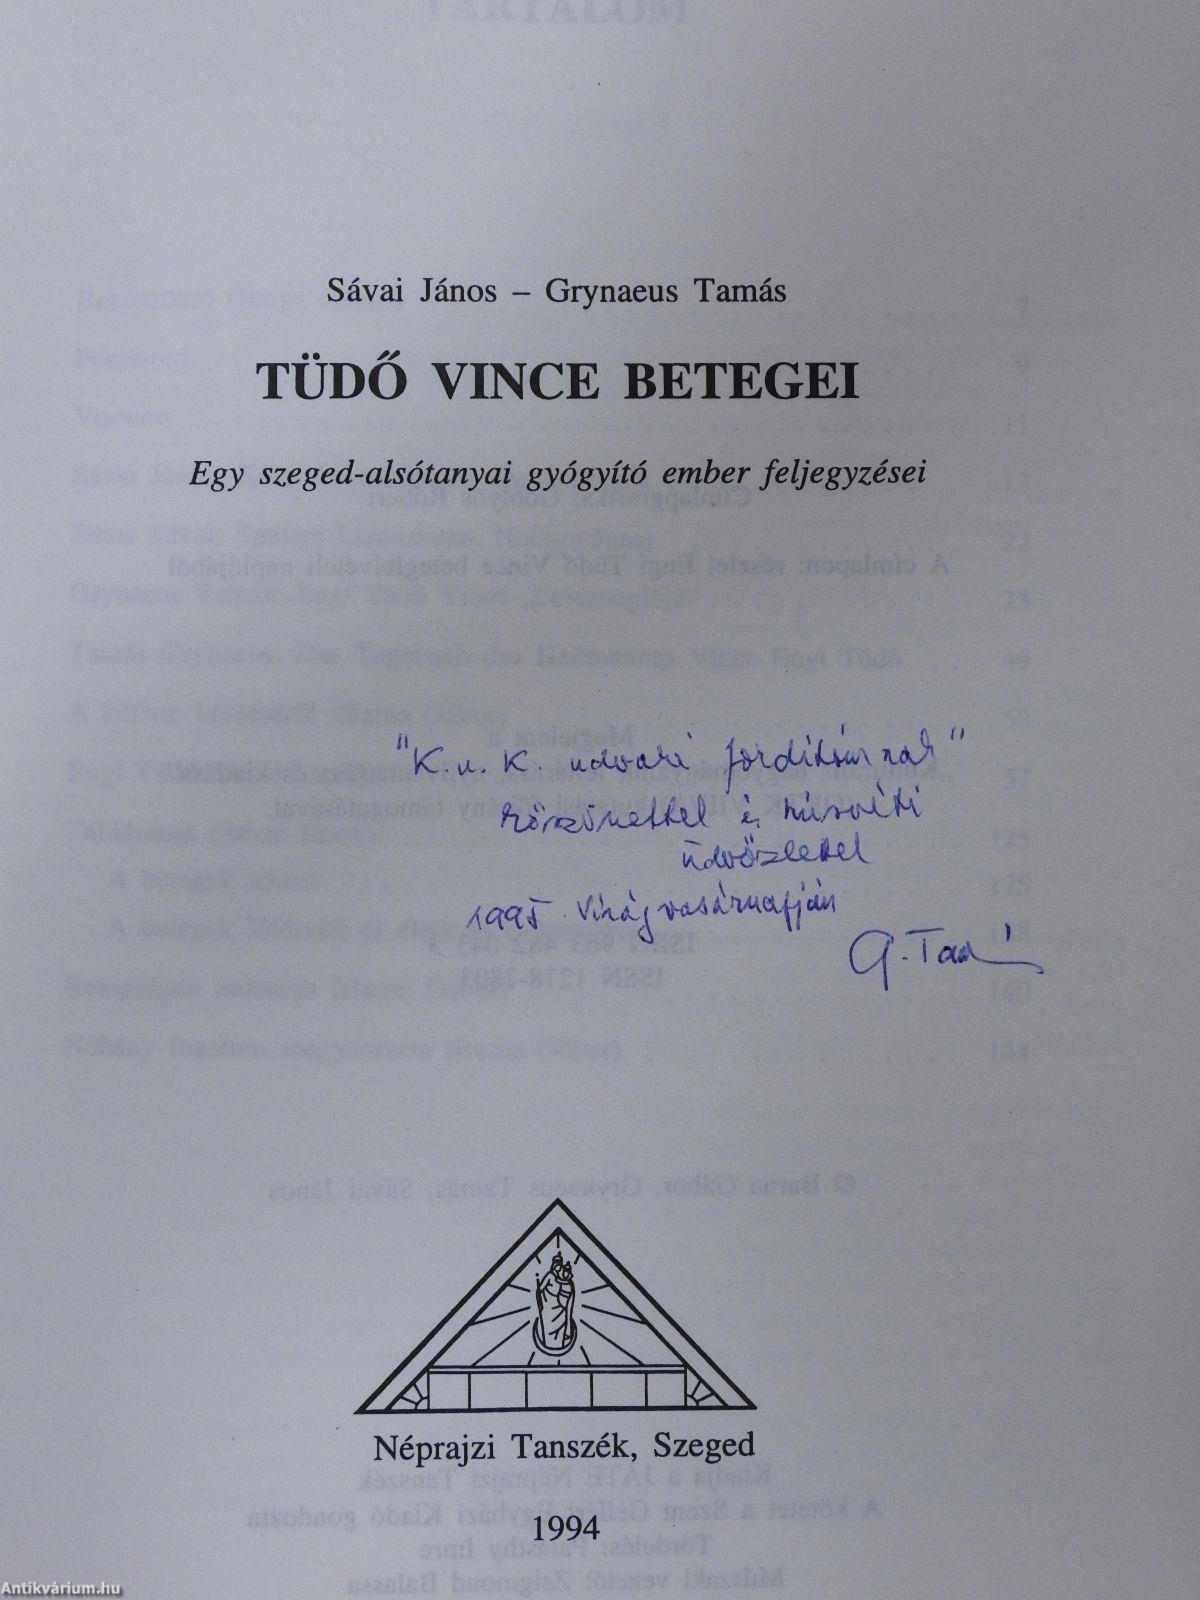 Sávai János – Grynaeus Tamás
TÜDŐ VINCE BETEGEI
Egy szeged-alsótanyai gyógyító ember feljegyzései
"K. u. K. udvari fordítóimnak"
köszönettel és húsvéti
üdvözlettel
1995 Virágvasárnapján
G. Tamás
Néprajzi Tanszék, Szeged
1994
Antikvárium.hu